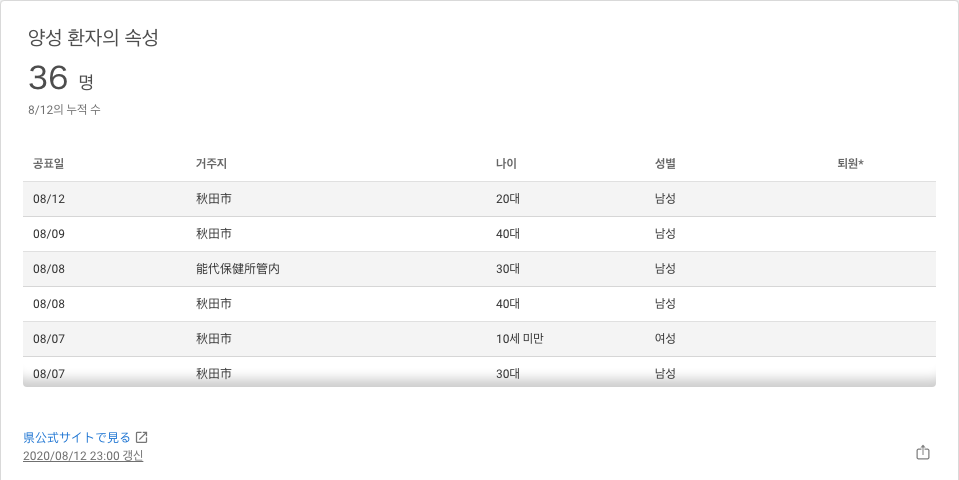 양성 환자의 속성
36 명
8/12의 누적 수
공표일 거주지 나이 성별 퇴원*
08/12 秋田市 20대 남성
08/09 秋田市 40대 남성
08/08 能代保健所管内 30대 남성
08/08 秋田市 40대 남성
08/07 秋田市 10세 미만 여성
08/07 秋田市 30대 남성
県公式サイトで見る
2020/08/12 23:00 갱신